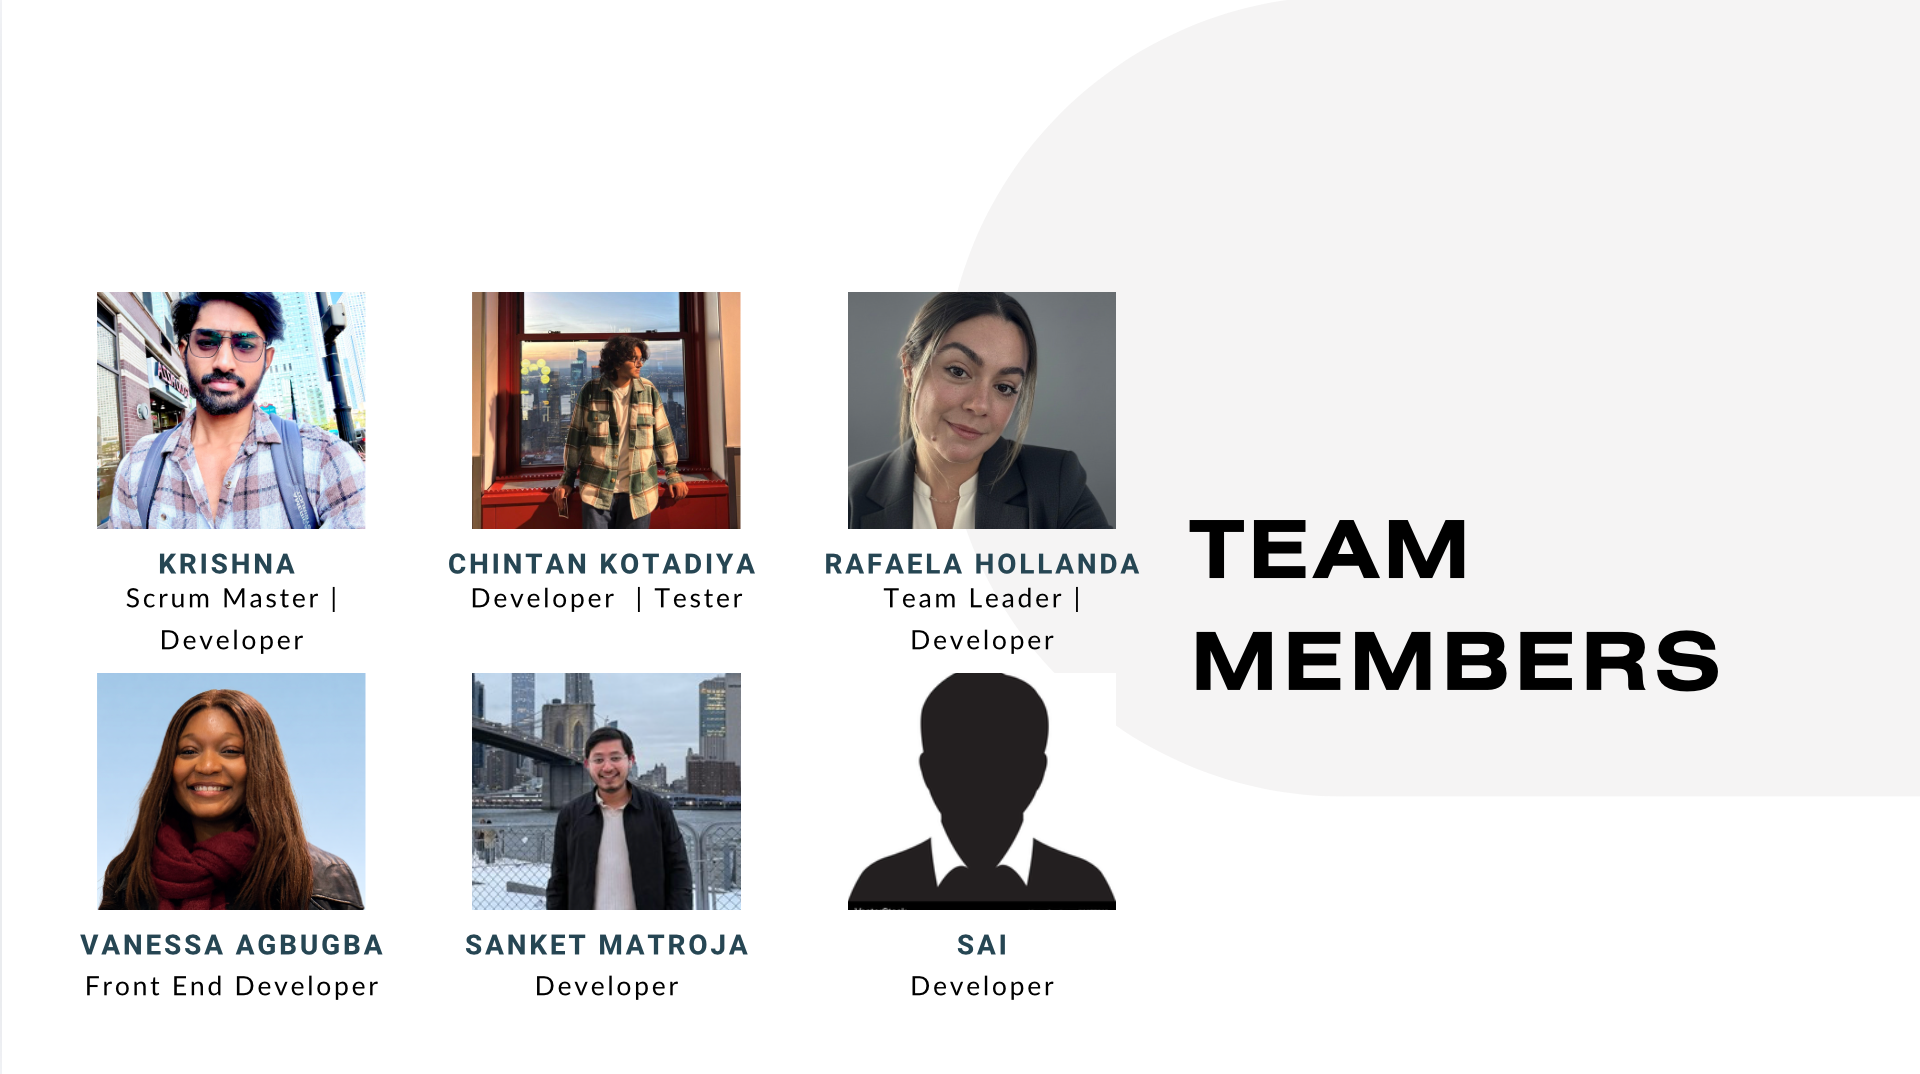 KRISHNA
Scrum Master |
Developer
CHINTAN KOTADIYA
Developer | Tester
RAFAELA HOLLANDA
Team Leader |
Developer
TEAM
MEMBERS
VANESSA AGBUGBA
Front End Developer
SANKET MATROJA
Developer
SAI
Developer